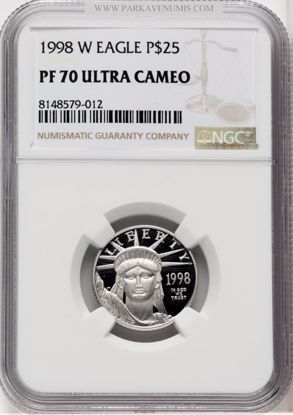 WWW.PARKAVENUMIS.COM
1998 W EAGLE P$25
PF 70 ULTRA CAMEO
8148579-012
NUMISMATIC GUARANTY COMPANY
NGC
LIBERTY
1998
IN GOD
WE
TRUST